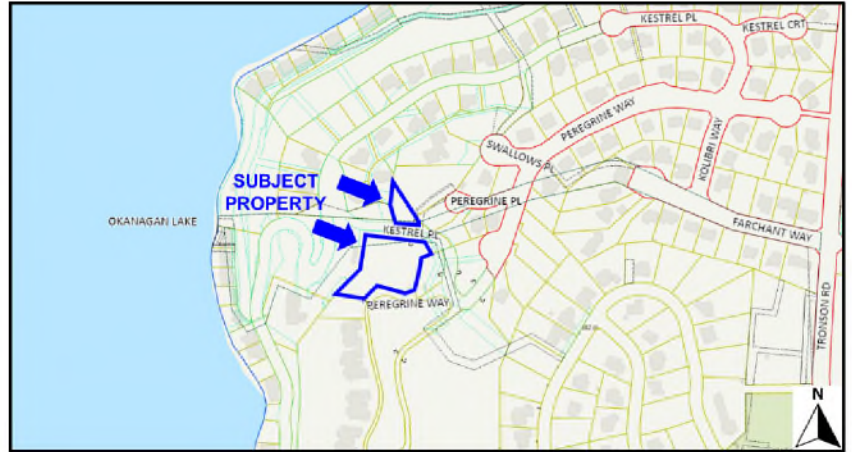 KESTREL PL
KESTREL CRT
PEREGRINE WAY
KOLIBRI WAY
SWALLOWS PL
SUBJECT
PROPERTY
PEREGRINE PL
OKANAGAN LAKE
KESTREL PL
FARCHANT WAY
PEREGRINE WAY
TRONSON RD
N